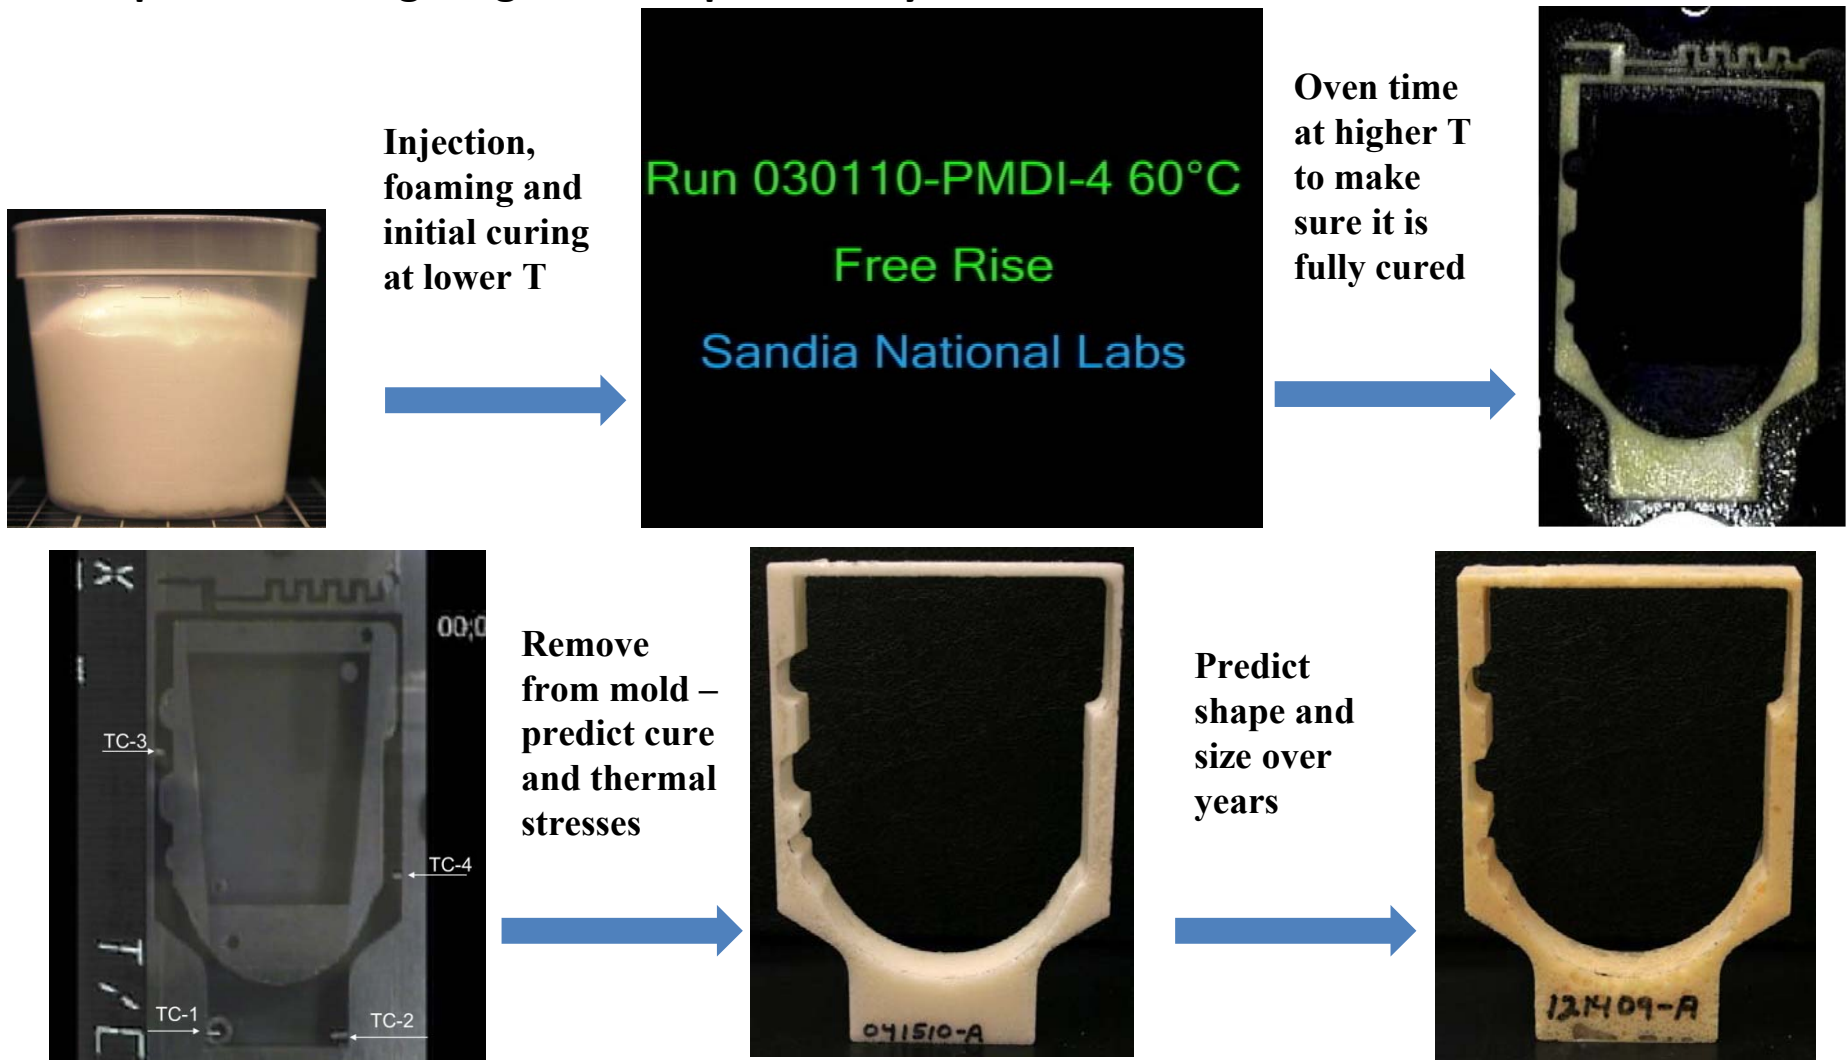 Injection,
foaming and
initial curing
at lower T
Run 030110-PMDI-4 60°C
Free Rise
Sandia National Labs
Oven time
at higher T
to make
sure it is
fully cured
00;0
TC-3
TC-4
TC-1
TC-2
T/C
Remove
from mold –
predict cure
and thermal
stresses
041510-A
Predict
shape and
size over
years
121409-A